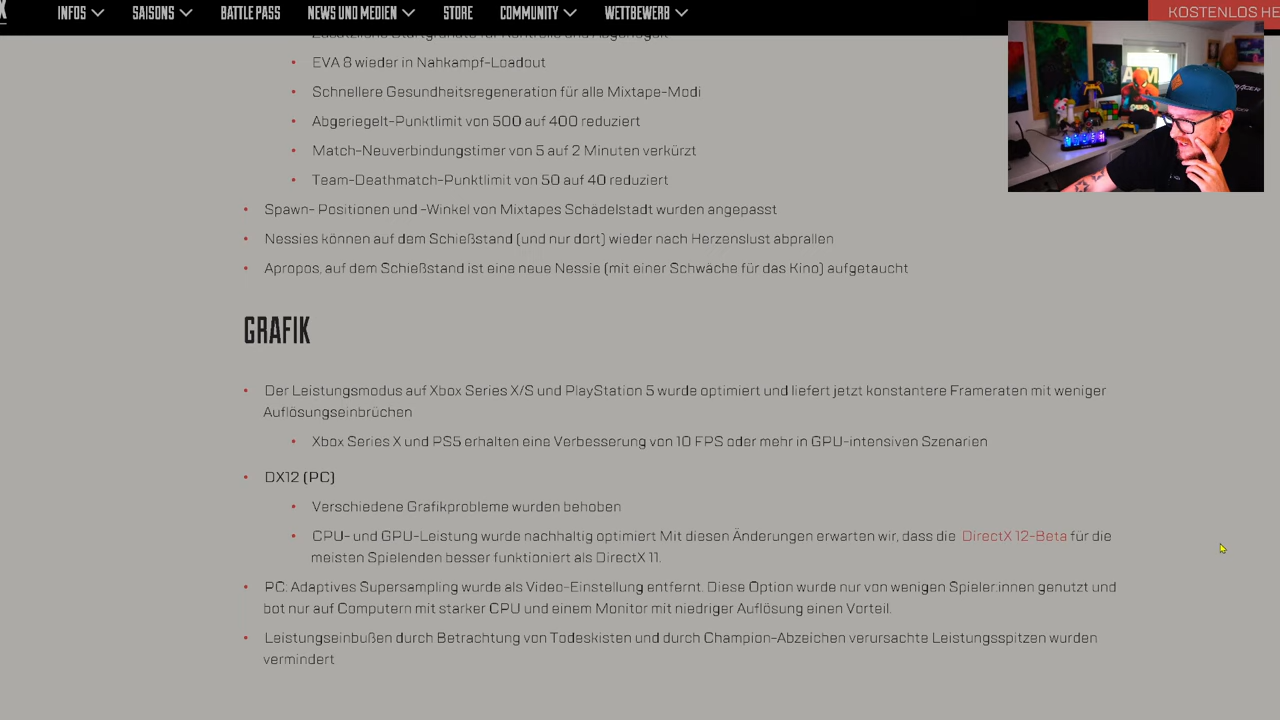 X INFOS SAISONS BATTLE PASS NEWS UND MEDIEN STORE COMMUNITY WETTBEWERB KOSTENLOS HE
Zusätzliche Startgranate für Kontrolle und Abgeriegelt
• EVA 8 wieder in Nahkampf-Loadout
• Schnellere Gesundheitsregeneration für alle Mixtape-Modi
• Abgeriegelt-Punktlimit von 500 auf 400 reduziert
• Match-Neuverbindungstimer von 5 auf 2 Minuten verkürzt
• Team-Deathmatch-Punktlimit von 50 auf 40 reduziert
• Spawn- Positionen und -Winkel von Mixtapes Schädelstadt wurden angepasst
• Nessies können auf dem Schießstand (und nur dort) wieder nach Herzenslust abprallen
• Apropos, auf dem Schießstand ist eine neue Nessie (mit einer Schwäche für das Kino) aufgetaucht
GRAFIK
• Der Leistungsmodus auf Xbox Series X/S und PlayStation 5 wurde optimiert und liefert jetzt konstantere Frameraten mit weniger
Auflösungseinbrüchen
• Xbox Series X und PS5 erhalten eine Verbesserung von 10 FPS oder mehr in GPU-intensiven Szenarien
• DX12 (PC)
• Verschiedene Grafikprobleme wurden behoben
• CPU- und GPU-Leistung wurde nachhaltig optimiert Mit diesen Änderungen erwarten wir, dass die DirectX 12-Beta für die
meisten Spielenden besser funktioniert als DirectX 11.
• PC: Adaptives Supersampling wurde als Video-Einstellung entfernt. Diese Option wurde nur von wenigen Spieler:innen genutzt und
bot nur auf Computern mit starker CPU und einem Monitor mit niedriger Auflösung einen Vorteil.
• Leistungseinbußen durch Betrachtung von Todeskisten und durch Champion-Abzeichen verursachte Leistungsspitzen wurden
vermindert